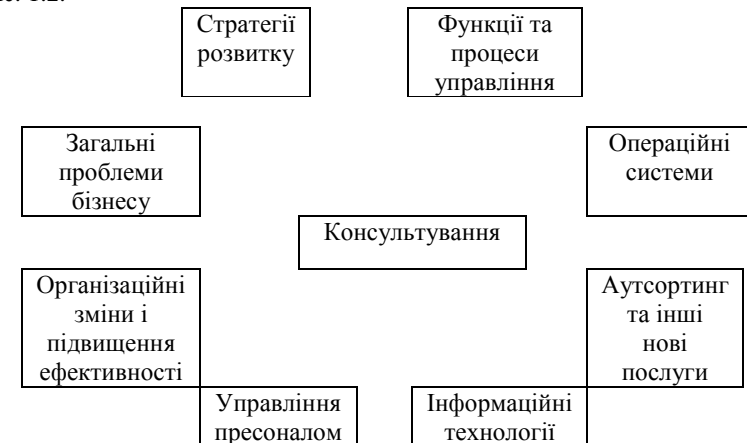 Стратегії
розвитку
Функції та
процеси
управління
Загальні
проблеми
бізнесу
Операційні
системи
Консультування
Організаційні
зміни і
підвищення
ефективності
Аутсортинг
та інші
нові
послуги
Управління
пресоналом
Інформаційні
технології